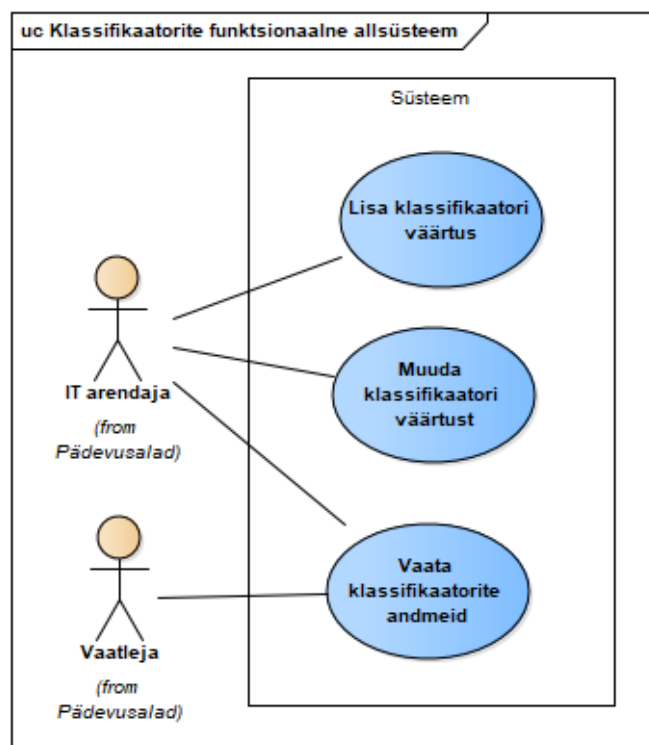 uc Klassifikaatorite funktsionaalne allsüsteem
Süsteem
Lisa klassifikaatori
väärtus
IT arendaja
(from
Pädevusalad)
Muuda
klassifikaatori
väärtust
Vaata
klassifikaatorite
andmeid
Vaatleja
(from
Pädevusalad)